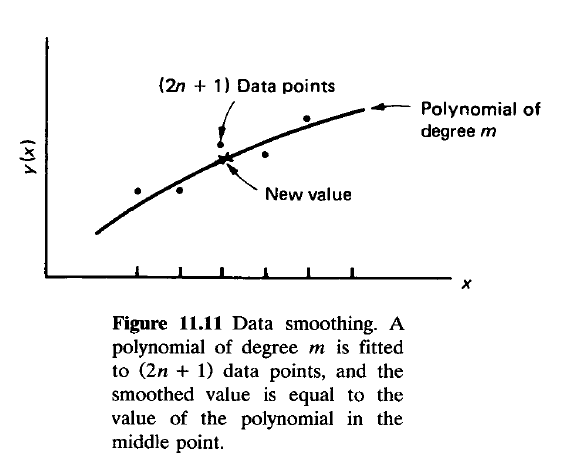 (2n + 1) Data points
Polynomial of
degree m
y(x)
New value
x
Figure 11.11 Data smoothing. A
polynomial of degree m is fitted
to (2n + 1) data points, and the
smoothed value is equal to the
value of the polynomial in the
middle point.